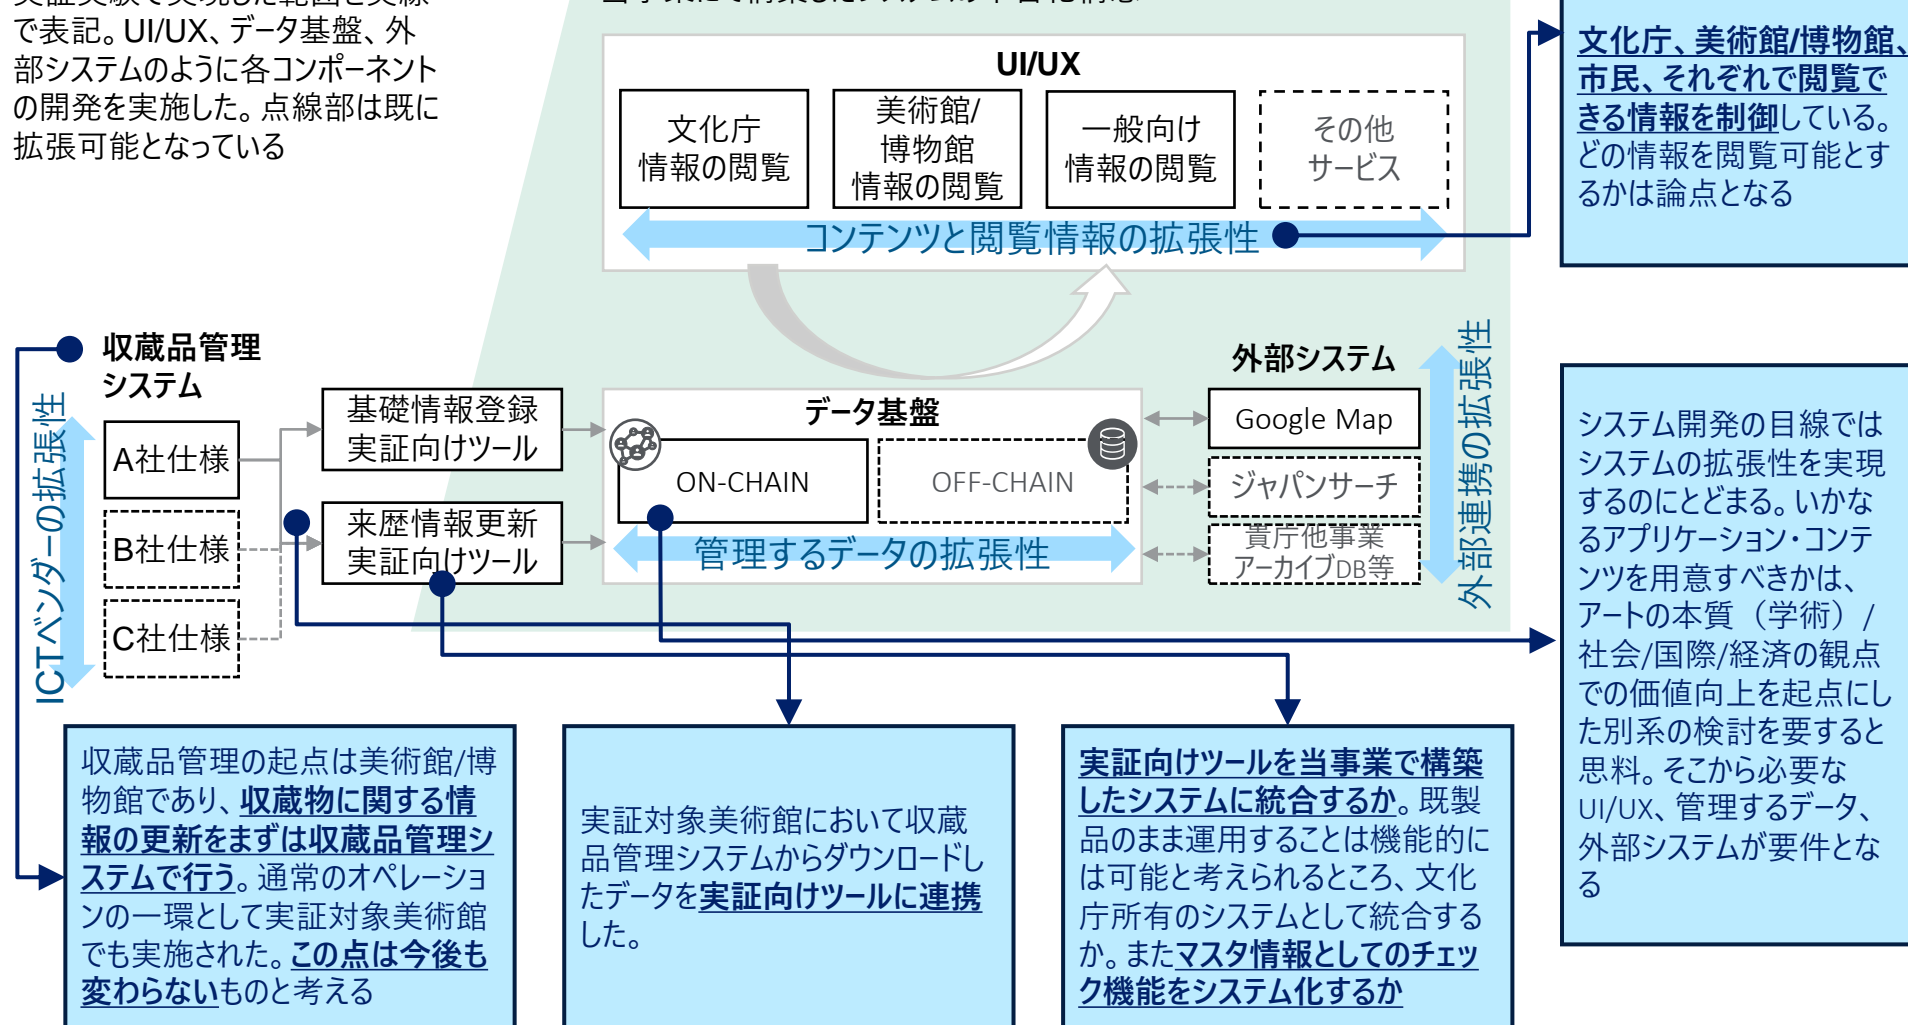 で表記。UI/UX、データ基盤、外
部システムのように各コンポーネント
の開発を実施した。点線部は既に
拡張可能となっている
UI/UX
文化庁
情報の閲覧
美術館/
博物館
情報の閲覧
一般向け
情報の閲覧
その他
サービス
コンテンツと閲覧情報の拡張性
文化庁、美術館/博物館、
市民、それぞれで閲覧で
きる情報を制御している。
どの情報を閲覧可能とす
るかは論点となる
収蔵品管理
システム
ICTベンダーの拡張性
A社仕様
B社仕様
C社仕様
基礎情報登録
実証向けツール
来歴情報更新
実証向けツール
データ基盤
ON-CHAIN
OFF-CHAIN
管理するデータの拡張性
外部システム
Google Map
ジャパンサーチ
貴庁他事業
アーカイブDB等
外部連携の拡張性
システム開発の目線では
システムの拡張性を実現
するのにとどまる。いかな
るアプリケーション・コンテ
ンツを用意すべきかは、
アートの本質（学術）/
社会/国際/経済の観点
での価値向上を起点にし
た別系の検討を要すると
思料。そこから必要な
UI/UX、管理するデータ、
外部システムが要件とな
る
収蔵品管理の起点は美術館/博
物館であり、収蔵物に関する情
報の更新をまずは収蔵品管理シ
ステムで行う。通常のオペレーショ
ンの一環として実証対象美術館
でも実施された。この点は今後も
変わらないものと考える
実証対象美術館において収蔵
品管理システムからダウンロードし
たデータを実証向けツールに連携
した。
実証向けツールを当事業で構築
したシステムに統合するか。既製
品のまま運用することは機能的に
は可能と考えられるところ、文化
庁所有のシステムとして統合する
か。またマスタ情報としてのチェッ
ク機能をシステム化するか